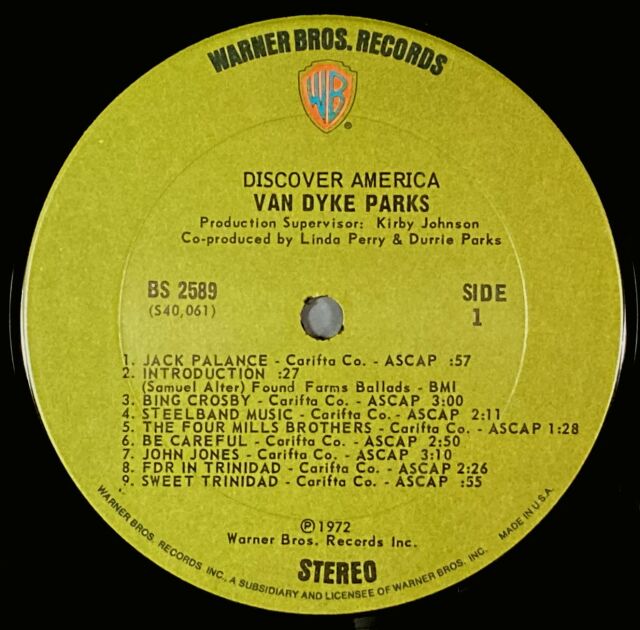 WARNER BROS. RECORDS
WB
®
DISCOVER AMERICA
VAN DYKE PARKS
Production Supervisor: Kirby Johnson
Co-produced by Linda Perry & Durrie Parks
BS 2589
(S40,061)
SIDE
1
1. JACK PALANCE - Carifta Co. - ASCAP :57
2. INTRODUCTION :27
(Samuel Alter) Found Farms Ballads - BMI
3. BING CROSBY - Carifta Co. - ASCAP 3:00
4. STEELBAND MUSIC - Carifta Co. - ASCAP 2:11
5. THE FOUR MILLS BROTHERS - Carifta Co. - ASCAP 1:28
6. BE CAREFUL - Carifta Co. - ASCAP 2:50
7. JOHN JONES - Carifta Co. - ASCAP 3:10
8. FDR IN TRINIDAD - Carifta Co. - ASCAP 2:26
9. SWEET TRINIDAD - Carifta Co. - ASCAP :55
℗1972
Warner Bros. Records Inc.
STEREO
WARNER BROS. RECORDS INC., A SUBSIDIARY AND LICENSEE OF WARNER BROS. INC. MADE IN U.S.A.